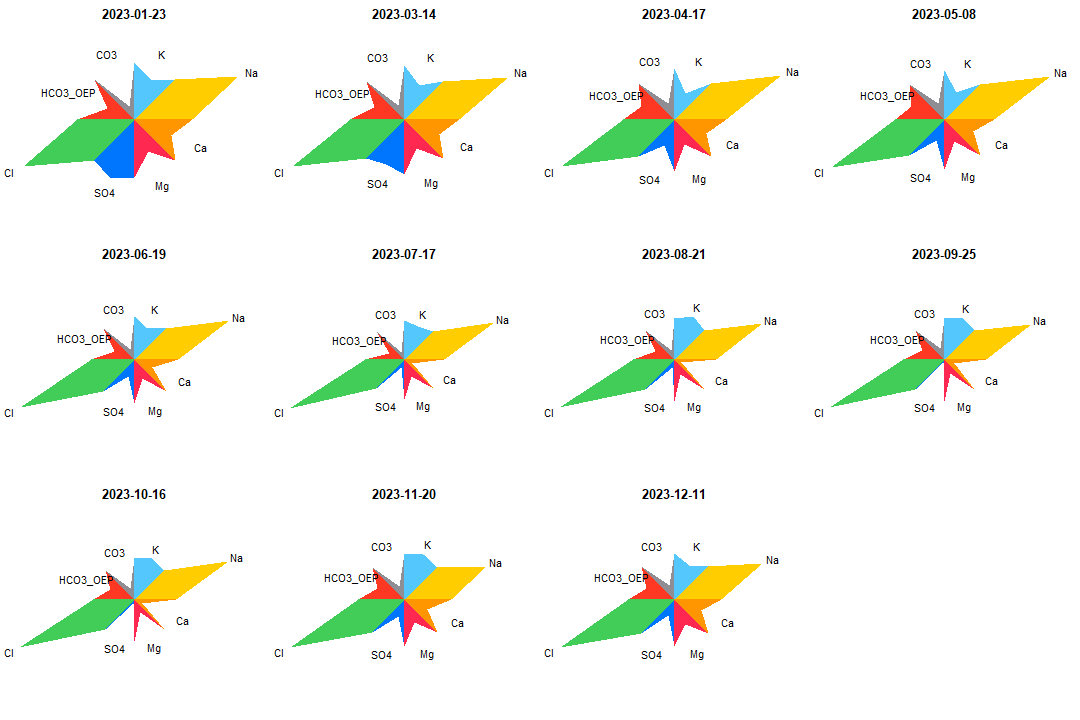 2023-01-23
CO3 K
Na
HCO3_OEP
Ca
Cl
SO4 Mg
2023-03-14
CO3 K
Na
HCO3_OEP
Ca
Cl
SO4 Mg
2023-04-17
CO3 K
Na
HCO3_OEP
Ca
Cl
SO4 Mg
2023-05-08
CO3 K
Na
HCO3_OEP
Ca
Cl
SO4 Mg
2023-06-19
CO3 K
Na
HCO3_OEP
Ca
Cl
SO4 Mg
2023-07-17
CO3 K
Na
HCO3_OEP
Ca
Cl
SO4 Mg
2023-08-21
CO3 K
Na
HCO3_OEP
Ca
Cl
SO4 Mg
2023-09-25
CO3 K
Na
HCO3_OEP
Ca
Cl
SO4 Mg
2023-10-16
CO3 K
Na
HCO3_OEP
Ca
Cl
SO4 Mg
2023-11-20
CO3 K
Na
HCO3_OEP
Ca
Cl
SO4 Mg
2023-12-11
CO3 K
Na
HCO3_OEP
Ca
Cl
SO4 Mg